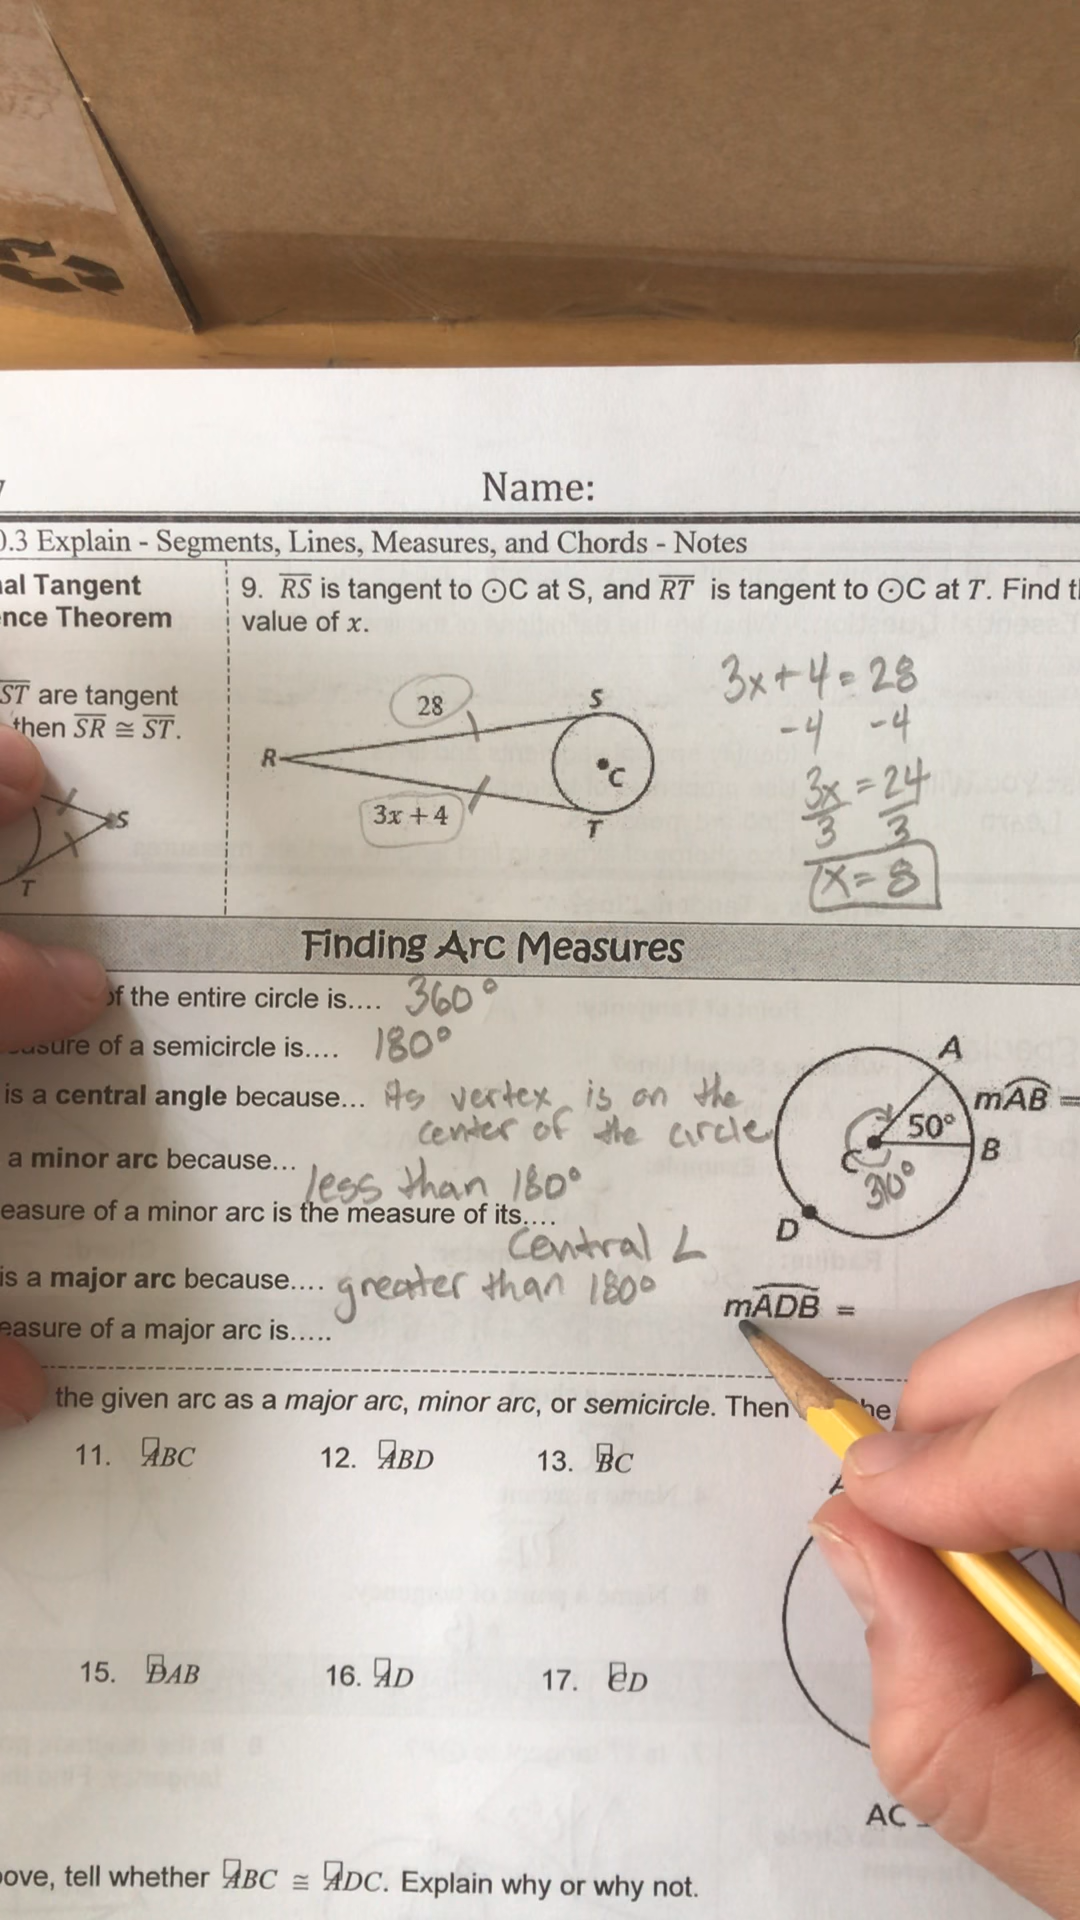 Name:
.3 Explain - Segments, Lines, Measures, and Chords - Notes
al Tangent
nce Theorem
ST are tangent
then SR ≅ ST.
S
T
9. RS is tangent to ⊙C at S, and RT is tangent to ⊙C at T. Find
value of x.
28
S
R
C
3x + 4
T
3x + 4 = 28
-4 -4
3x = 24
3 3
x = 8
Finding Arc Measures
of the entire circle is.... 360°
measure of a semicircle is.... 180°
is a central angle because... its vertex is on the
center of the circle
a minor arc because...
less than 180°
easure of a minor arc is the measure of its....
Central ∠
is a major arc because.... greater than 180°
easure of a major arc is.....
A
mAB =
50°
B
C
310°
D
mADB =
the given arc as a major arc, minor arc, or semicircle. Then
11. ABC 12. ABD 13. BC
15. DAB 16. AD 17. CD
AC
ove, tell whether ABC ≅ ADC. Explain why or why not.